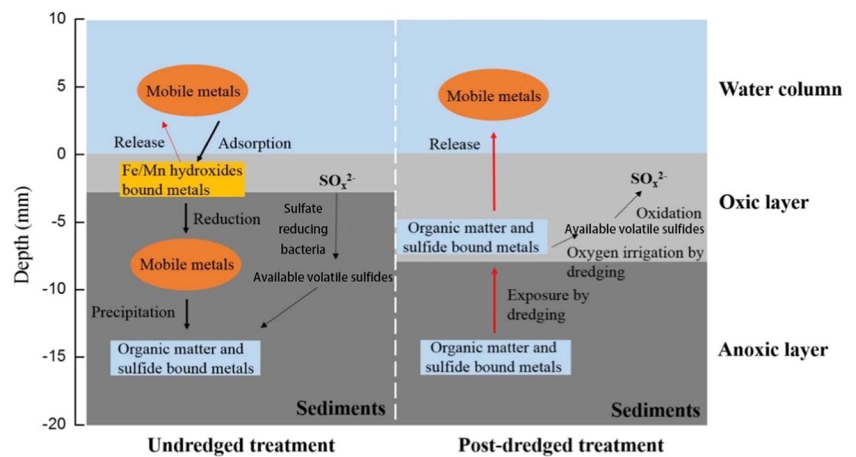 10
5
0
-5
-10
-15
-20
Depth (mm)
Mobile metals
Release
Adsorption
Fe/Mn hydroxides
bound metals
SOₓ²⁻
Reduction
Sulfate
reducing
bacteria
Mobile metals
Available volatile sulfides
Precipitation
Organic matter and
sulfide bound metals
Sediments
Undredged treatment
Mobile metals
Release
SOₓ²⁻
Oxidation
Organic matter and
sulfide bound metals
Available volatile sulfides
Oxygen irrigation by
dredging
Exposure by
dredging
Organic matter and
sulfide bound metals
Sediments
Post-dredged treatment
Water column
Oxic layer
Anoxic layer